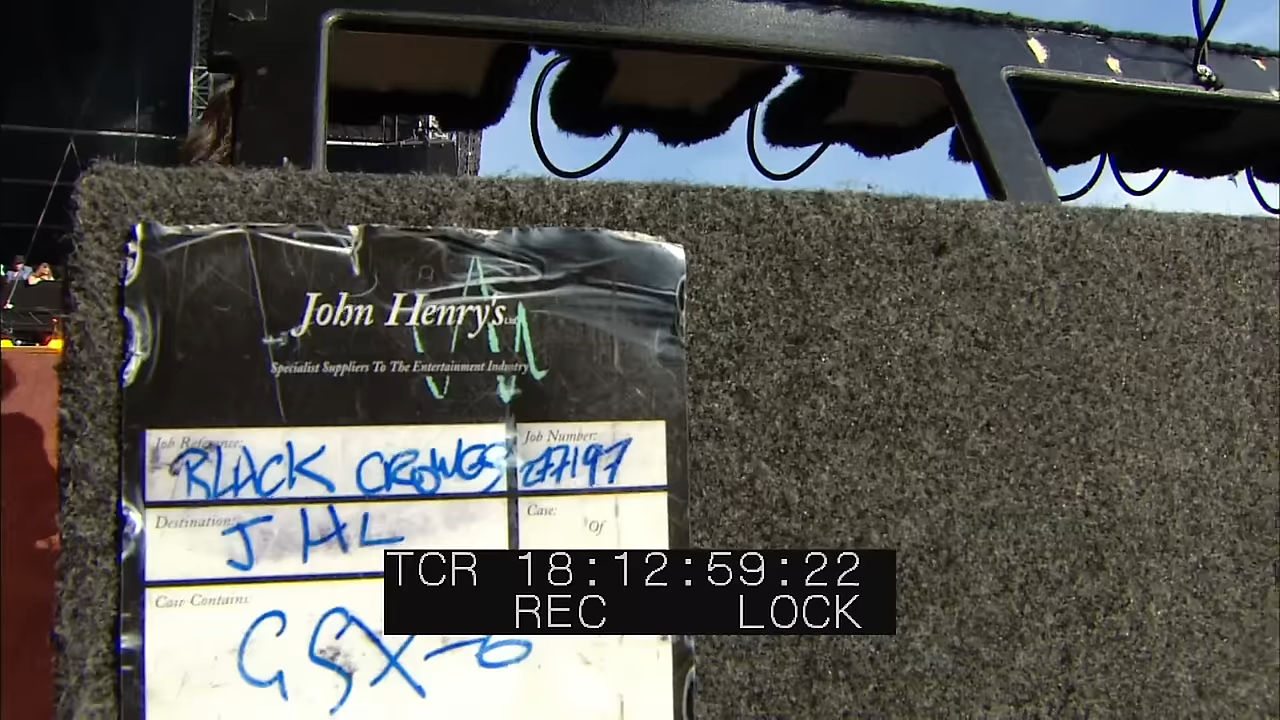 John Henry's Ltd
Specialist Suppliers To The Entertainment Industry
Job Reference: Job Number:
BLACK CROWES 27197
Destination: Case:
J H L Of
Case Contains:
GSX-6
TCR 18:12:59:22
REC LOCK